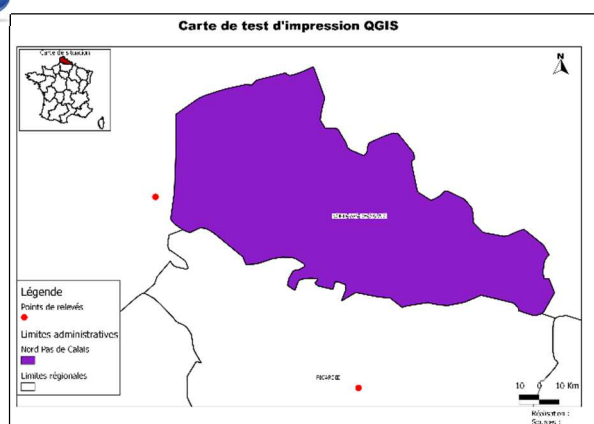 Carte de test d'impression QGIS
Carte de situation
N
PICARDIE
Légende
Points de relevés
Limites administratives
Nord Pas de Calais
Limites régionales
10 0 10 Km
Réalisation :
Sources :